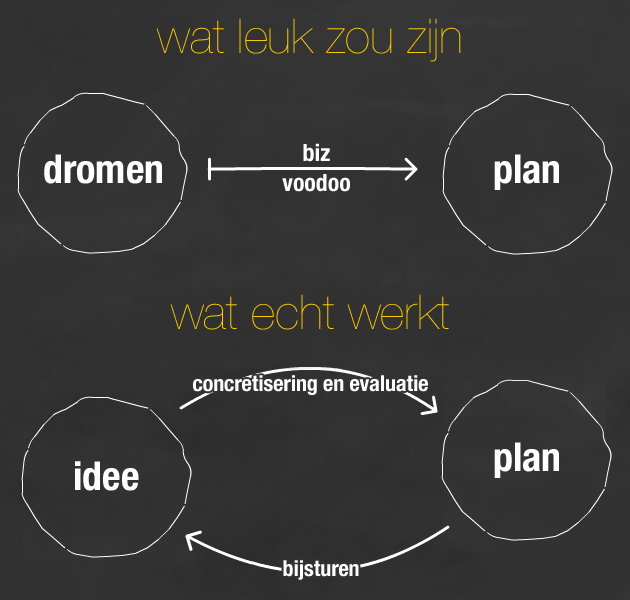 wat leuk zou zijn
dromen
biz
voodoo
plan
wat echt werkt
concretisering en evaluatie
idee
plan
bijsturen